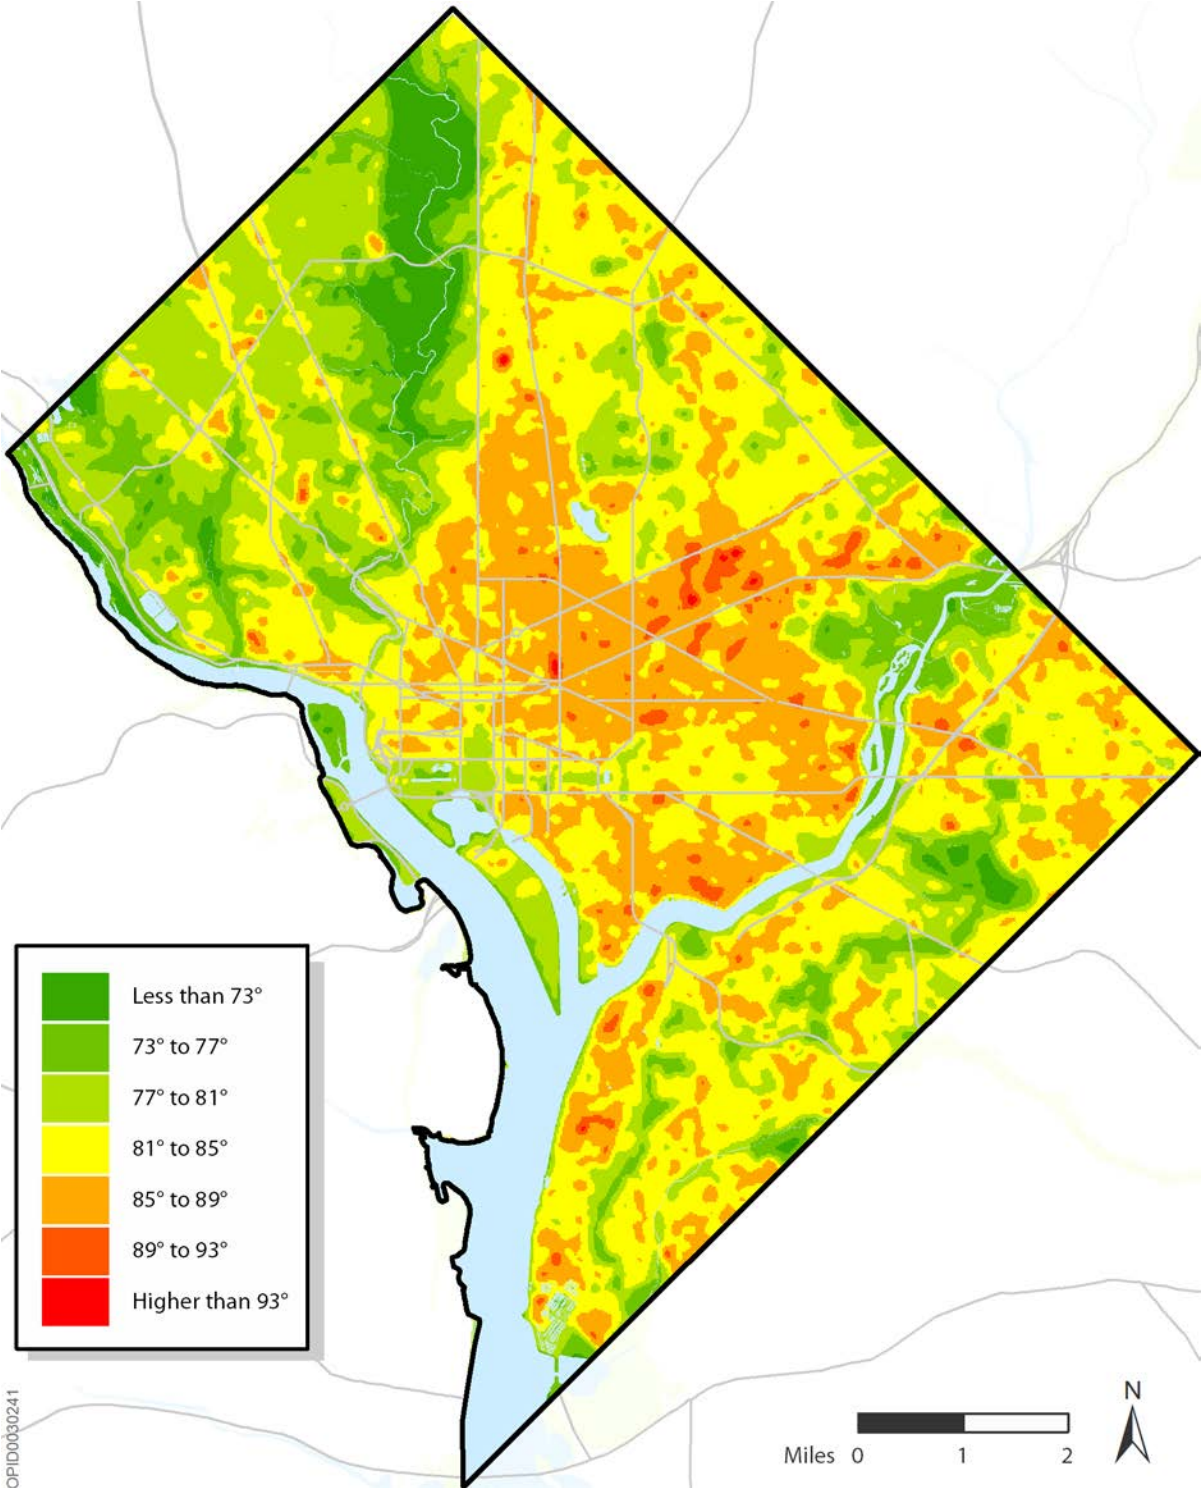 Less than 73°
73° to 77°
77° to 81°
81° to 85°
85° to 89°
89° to 93°
Higher than 93°
OPID0030241
N
Miles 0 1 2